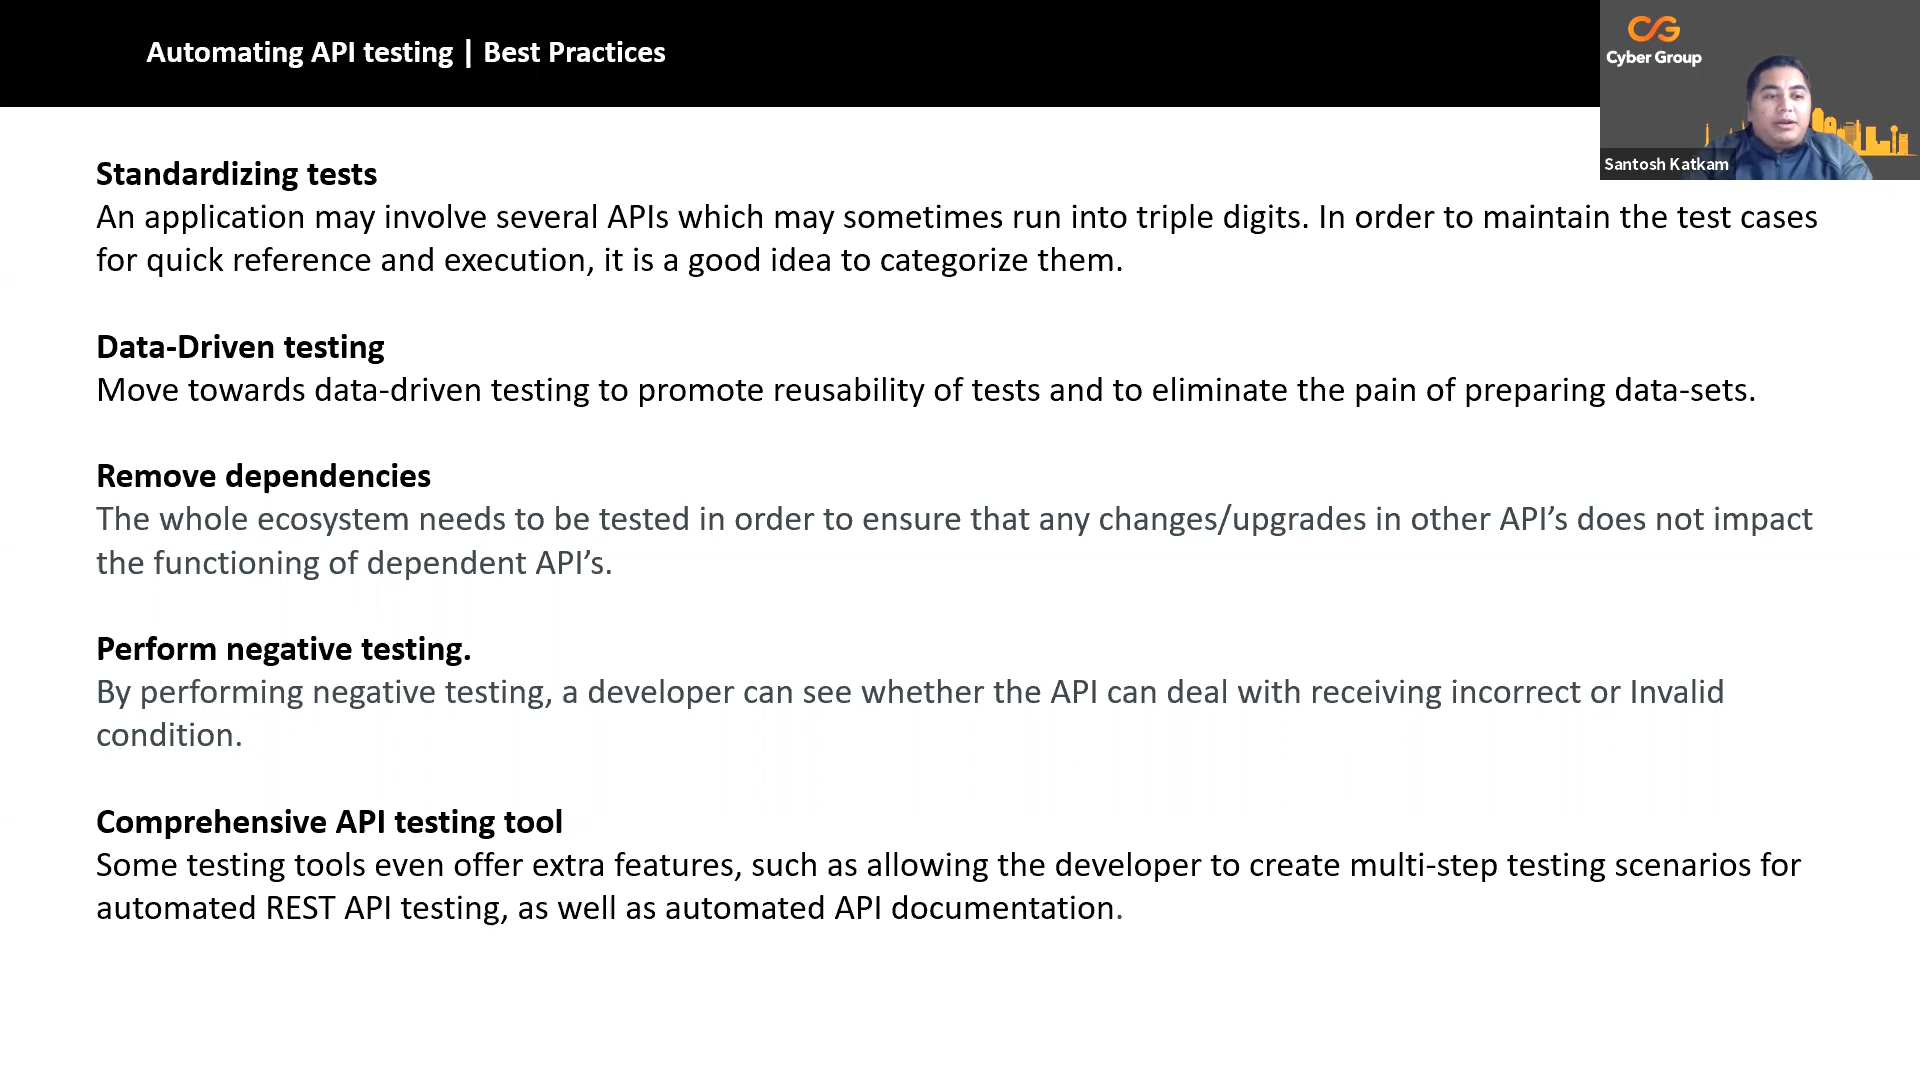 Automating API testing | Best Practices
Cyber Group
Santosh Katkam
Standardizing tests
An application may involve several APIs which may sometimes run into triple digits. In order to maintain the test cases
for quick reference and execution, it is a good idea to categorize them.
Data-Driven testing
Move towards data-driven testing to promote reusability of tests and to eliminate the pain of preparing data-sets.
Remove dependencies
The whole ecosystem needs to be tested in order to ensure that any changes/upgrades in other API’s does not impact
the functioning of dependent API’s.
Perform negative testing.
By performing negative testing, a developer can see whether the API can deal with receiving incorrect or Invalid
condition.
Comprehensive API testing tool
Some testing tools even offer extra features, such as allowing the developer to create multi-step testing scenarios for
automated REST API testing, as well as automated API documentation.